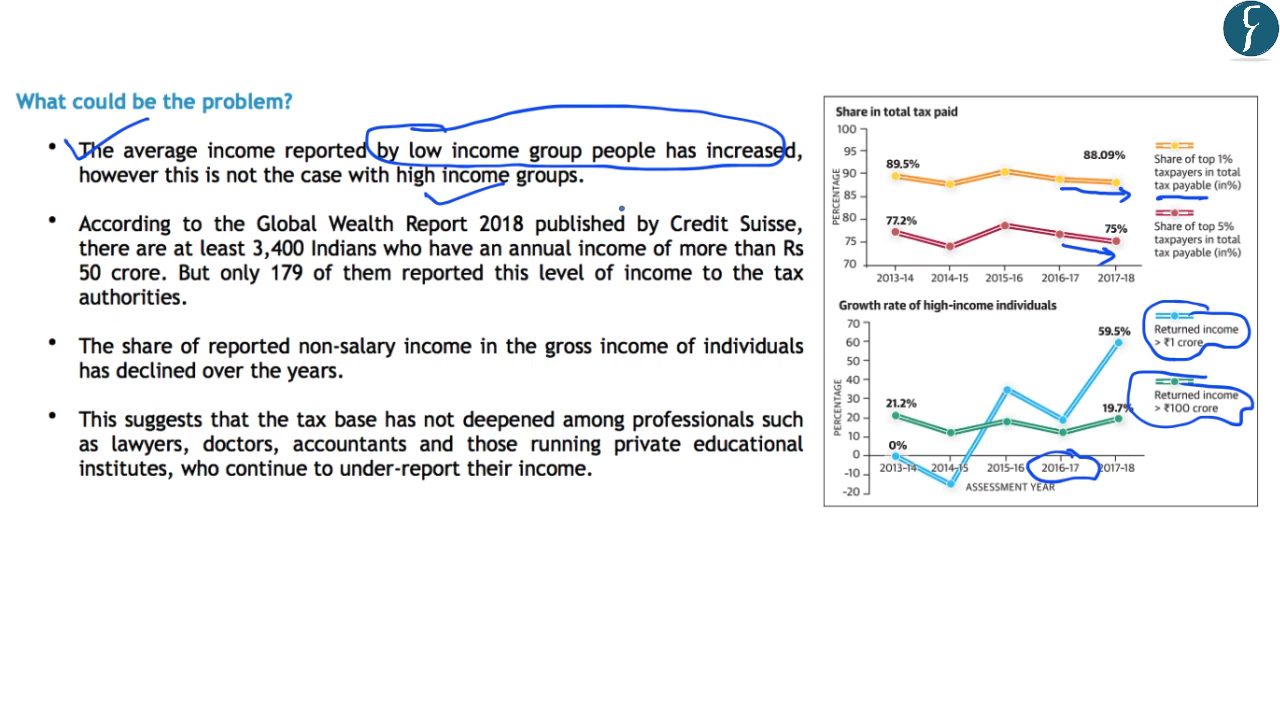 What could be the problem?
• The average income reported by low income group people has increased,
however this is not the case with high income groups.
• According to the Global Wealth Report 2018 published by Credit Suisse,
there are at least 3,400 Indians who have an annual income of more than Rs
50 crore. But only 179 of them reported this level of income to the tax
authorities.
• The share of reported non-salary income in the gross income of individuals
has declined over the years.
• This suggests that the tax base has not deepened among professionals such
as lawyers, doctors, accountants and those running private educational
institutes, who continue to under-report their income.
Share in total tax paid
PERCENTAGE
100
95
90
85
80
75
70
89.5%
88.09%
77.2%
75%
2013-14 2014-15 2015-16 2016-17 2017-18
Share of top 1%
taxpayers in total
tax payable (in%)
Share of top 5%
taxpayers in total
tax payable (in%)
Growth rate of high-income individuals
PERCENTAGE
70
60
50
40
30
20
10
0
-10
-20
59.5%
21.2%
19.7%
0%
2013-14 2014-15 2015-16 2016-17 2017-18
ASSESSMENT YEAR
Returned income
> ₹1 crore
Returned income
> ₹100 crore